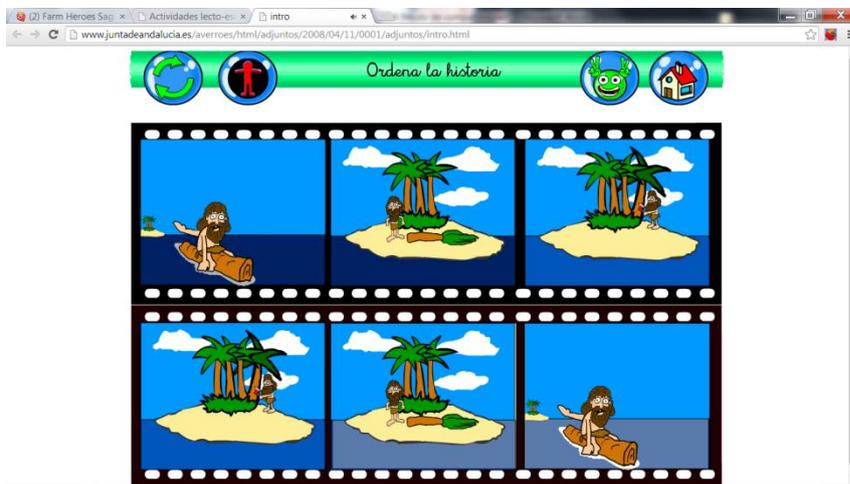 (2) Farm Heroes Sag
Actividades lecto-es
intro
www.juntadeandalucia.es/averroes/html/adjuntos/2008/04/11/0001/adjuntos/intro.html
Ordena la historia